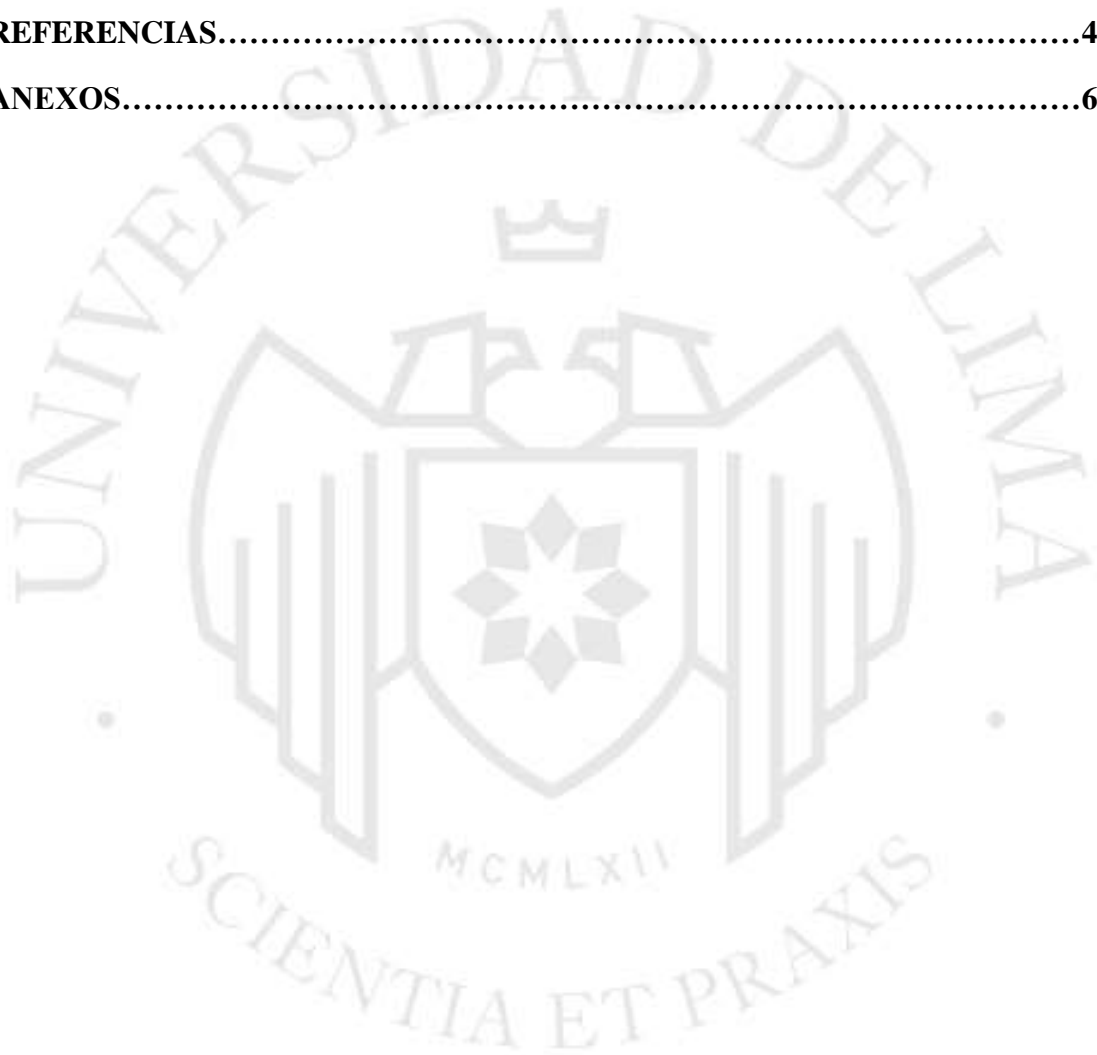 REFERENCIAS……………………………………………………………………….4
ANEXOS……………………………………………………………………………….6
UNIVERSIDAD DE LIMA
MCMLXII
SCIENTIA ET PRAXIS